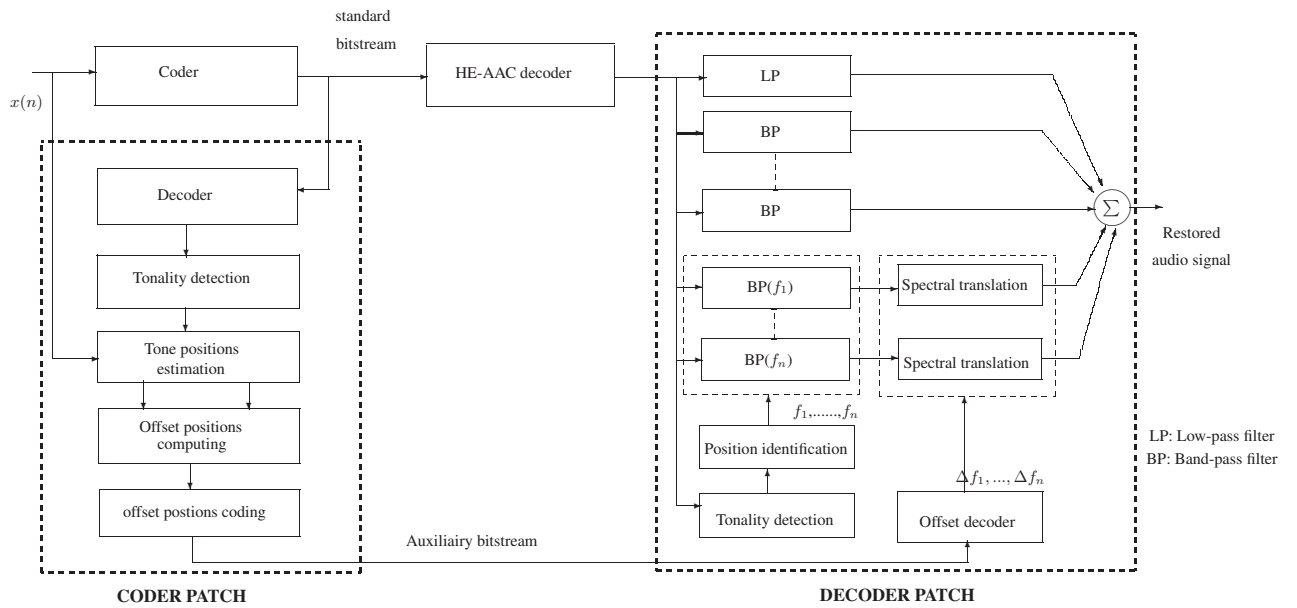 standard
bitstream
Coder
HE-AAC decoder
x(n)
Decoder
Tonality detection
Tone positions
estimation
Offset positions
computing
offset postions coding
CODER PATCH
Auxiliairy bitstream
LP
BP
BP
BP(f₁)
BP(fₙ)
Spectral translation
Spectral translation
f₁,......,fₙ
Position identification
Tonality detection
Δf₁, ..., Δfₙ
Offset decoder
∑
Restored
audio signal
LP: Low-pass filter
BP: Band-pass filter
DECODER PATCH